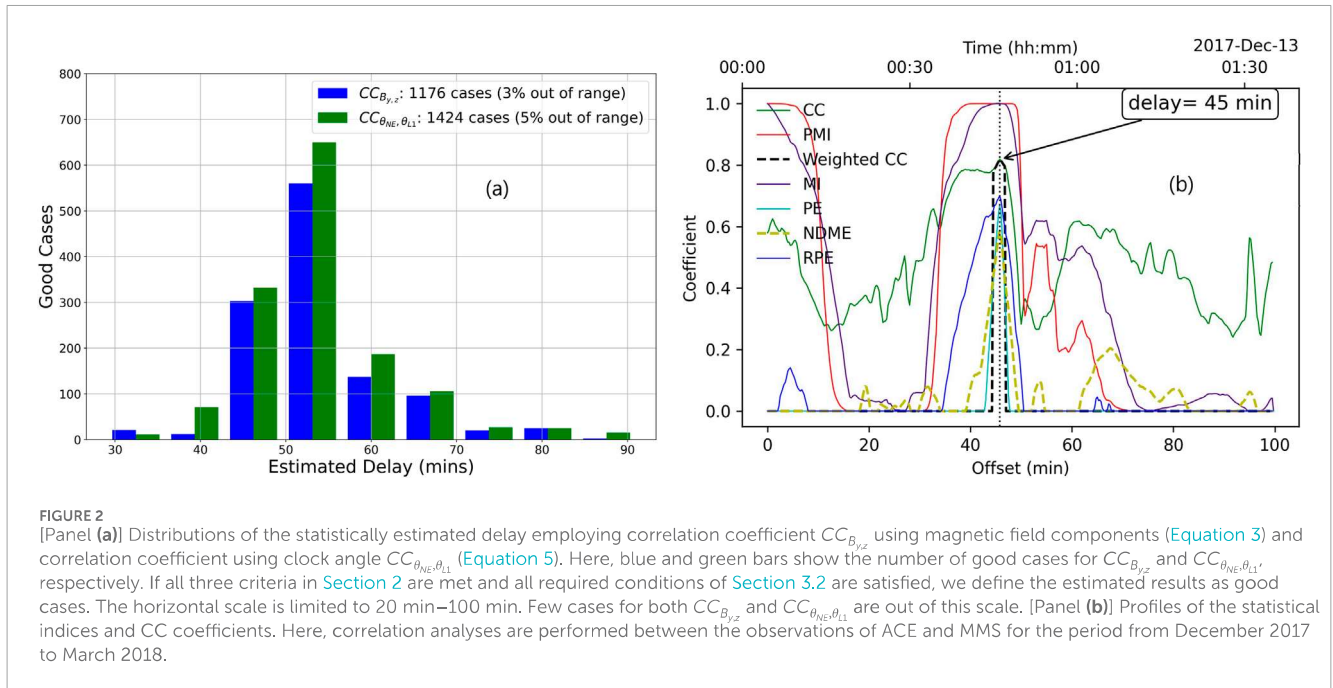 800
700
600
500
400
300
200
100
0
Good Cases
CC_{B_{y,z}}: 1176 cases (3% out of range)
CC_{θ_{NE},θ_{L1}}: 1424 cases (5% out of range)
(a)
30 40 50 60 70 80 90
Estimated Delay (mins)
Time (hh:mm) 2017-Dec-13
00:00 00:30 01:00 01:30
1.0
0.8
0.6
0.4
0.2
0.0
Coefficient
CC
PMI
Weighted CC
MI
PE
NDME
RPE
delay= 45 min
(b)
0 20 40 60 80 100
Offset (min)
FIGURE 2
[Panel (a)] Distributions of the statistically estimated delay employing correlation coefficient CC_{B_{y,z}} using magnetic field components (Equation 3) and
correlation coefficient using clock angle CC_{θ_{NE},θ_{L1}} (Equation 5). Here, blue and green bars show the number of good cases for CC_{B_{y,z}} and CC_{θ_{NE},θ_{L1}},
respectively. If all three criteria in Section 2 are met and all required conditions of Section 3.2 are satisfied, we define the estimated results as good
cases. The horizontal scale is limited to 20 min−100 min. Few cases for both CC_{B_{y,z}} and CC_{θ_{NE},θ_{L1}} are out of this scale. [Panel (b)] Profiles of the statistical
indices and CC coefficients. Here, correlation analyses are performed between the observations of ACE and MMS for the period from December 2017
to March 2018.